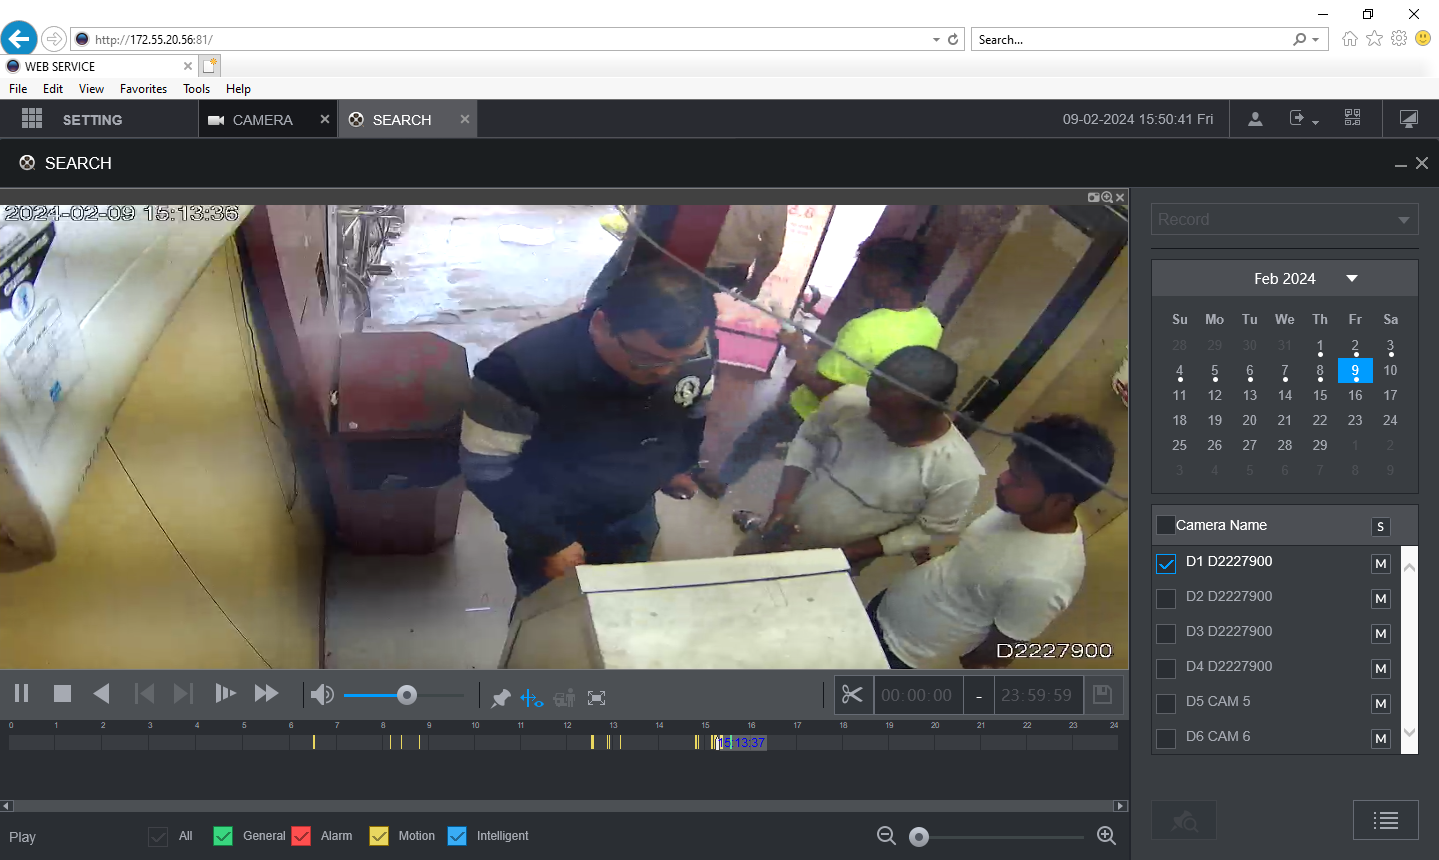 http://172.55.20.56:81/
Search...
WEB SERVICE
File Edit View Favorites Tools Help
SETTING
CAMERA
SEARCH
09-02-2024 15:50:41 Fri
SEARCH
2024-02-09 15:13:36
D2227900
Record
Feb 2024
Su Mo Tu We Th Fr Sa
28 29 30 31 1 2 3
4 5 6 7 8 9 10
11 12 13 14 15 16 17
18 19 20 21 22 23 24
25 26 27 28 29 1 2
3 4 5 6 7 8 9
Camera Name S
D1 D2227900 M
D2 D2227900 M
D3 D2227900 M
D4 D2227900 M
D5 CAM 5 M
D6 CAM 6 M
00:00:00 - 23:59:59
0 1 2 3 4 5 6 7 8 9 10 11 12 13 14 15 16 17 18 19 20 21 22 23 24
15:13:37
Play
All General Alarm Motion Intelligent